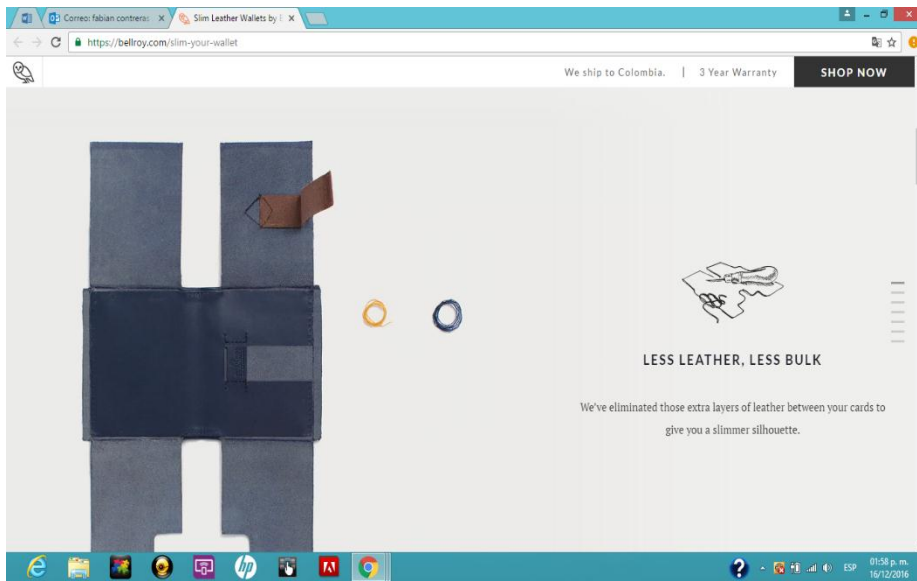 Correo: fabian contreras
Slim Leather Wallets by
https://bellroy.com/slim-your-wallet
We ship to Colombia. | 3 Year Warranty
SHOP NOW
LESS LEATHER, LESS BULK
We've eliminated those extra layers of leather between your cards to
give you a slimmer silhouette.
hp
ESP
01:58 p. m.
16/12/2016